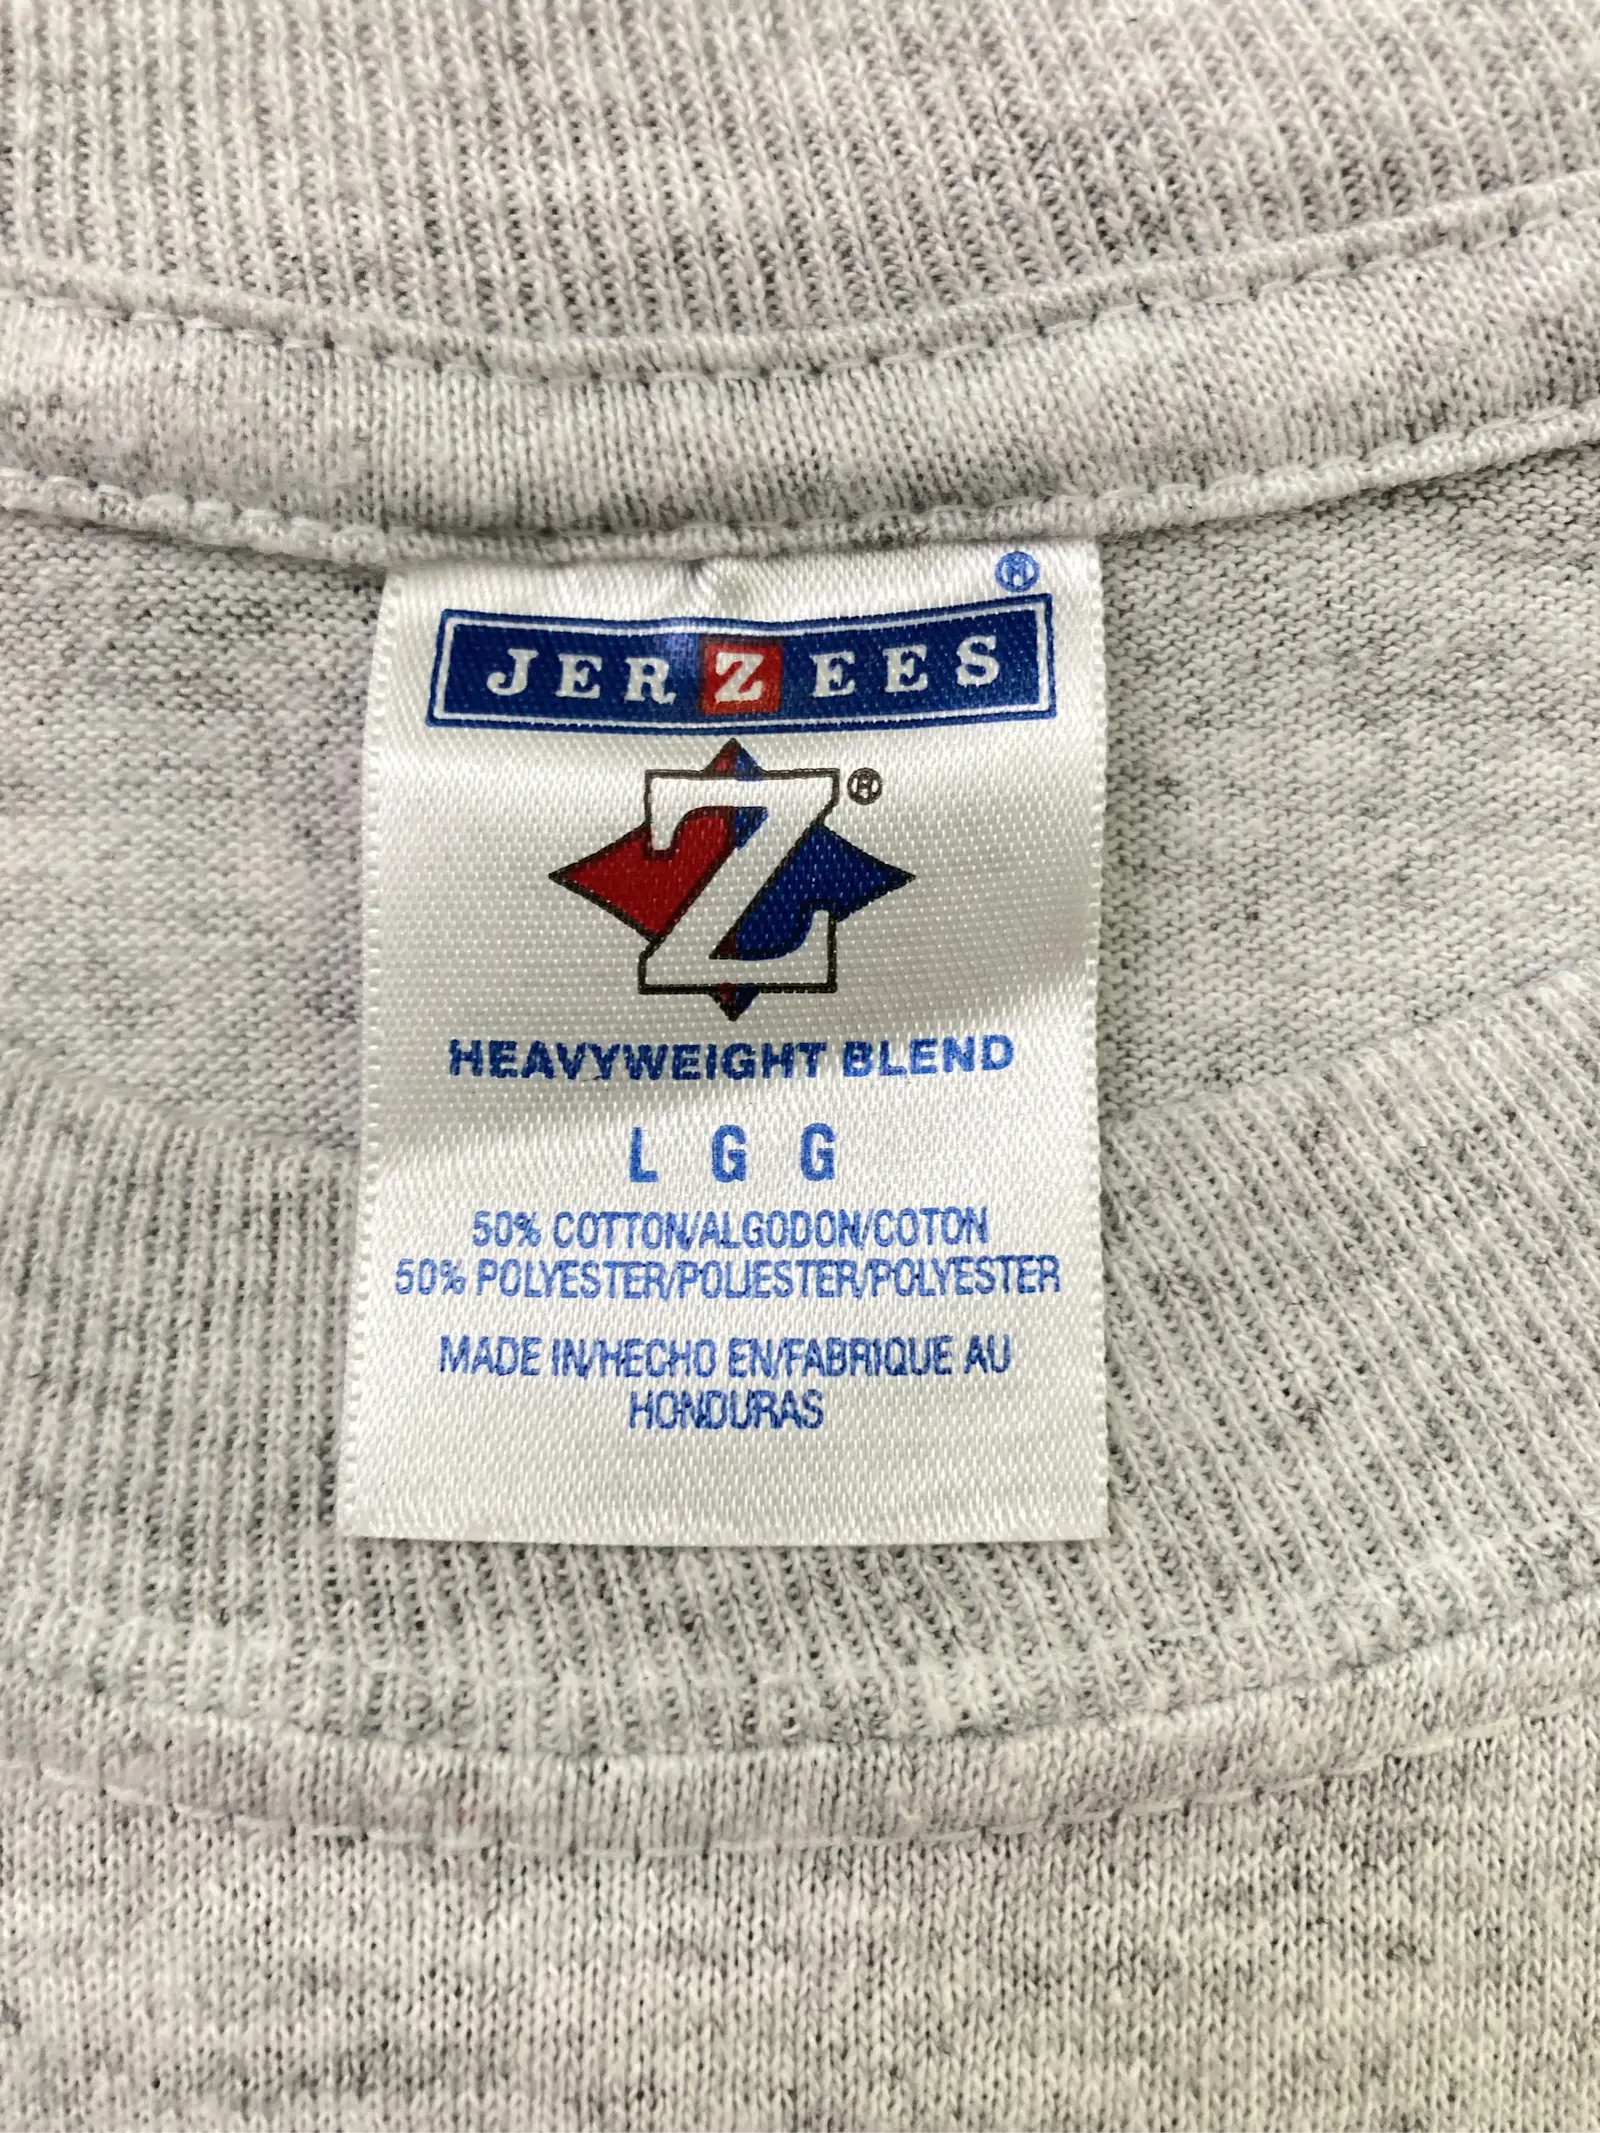 ®
JERZEES
Z ®
HEAVYWEIGHT BLEND
L G G
50% COTTON/ALGODON/COTON
50% POLYESTER/POLIESTER/POLYESTER
MADE IN/HECHO EN/FABRIQUE AU
HONDURAS